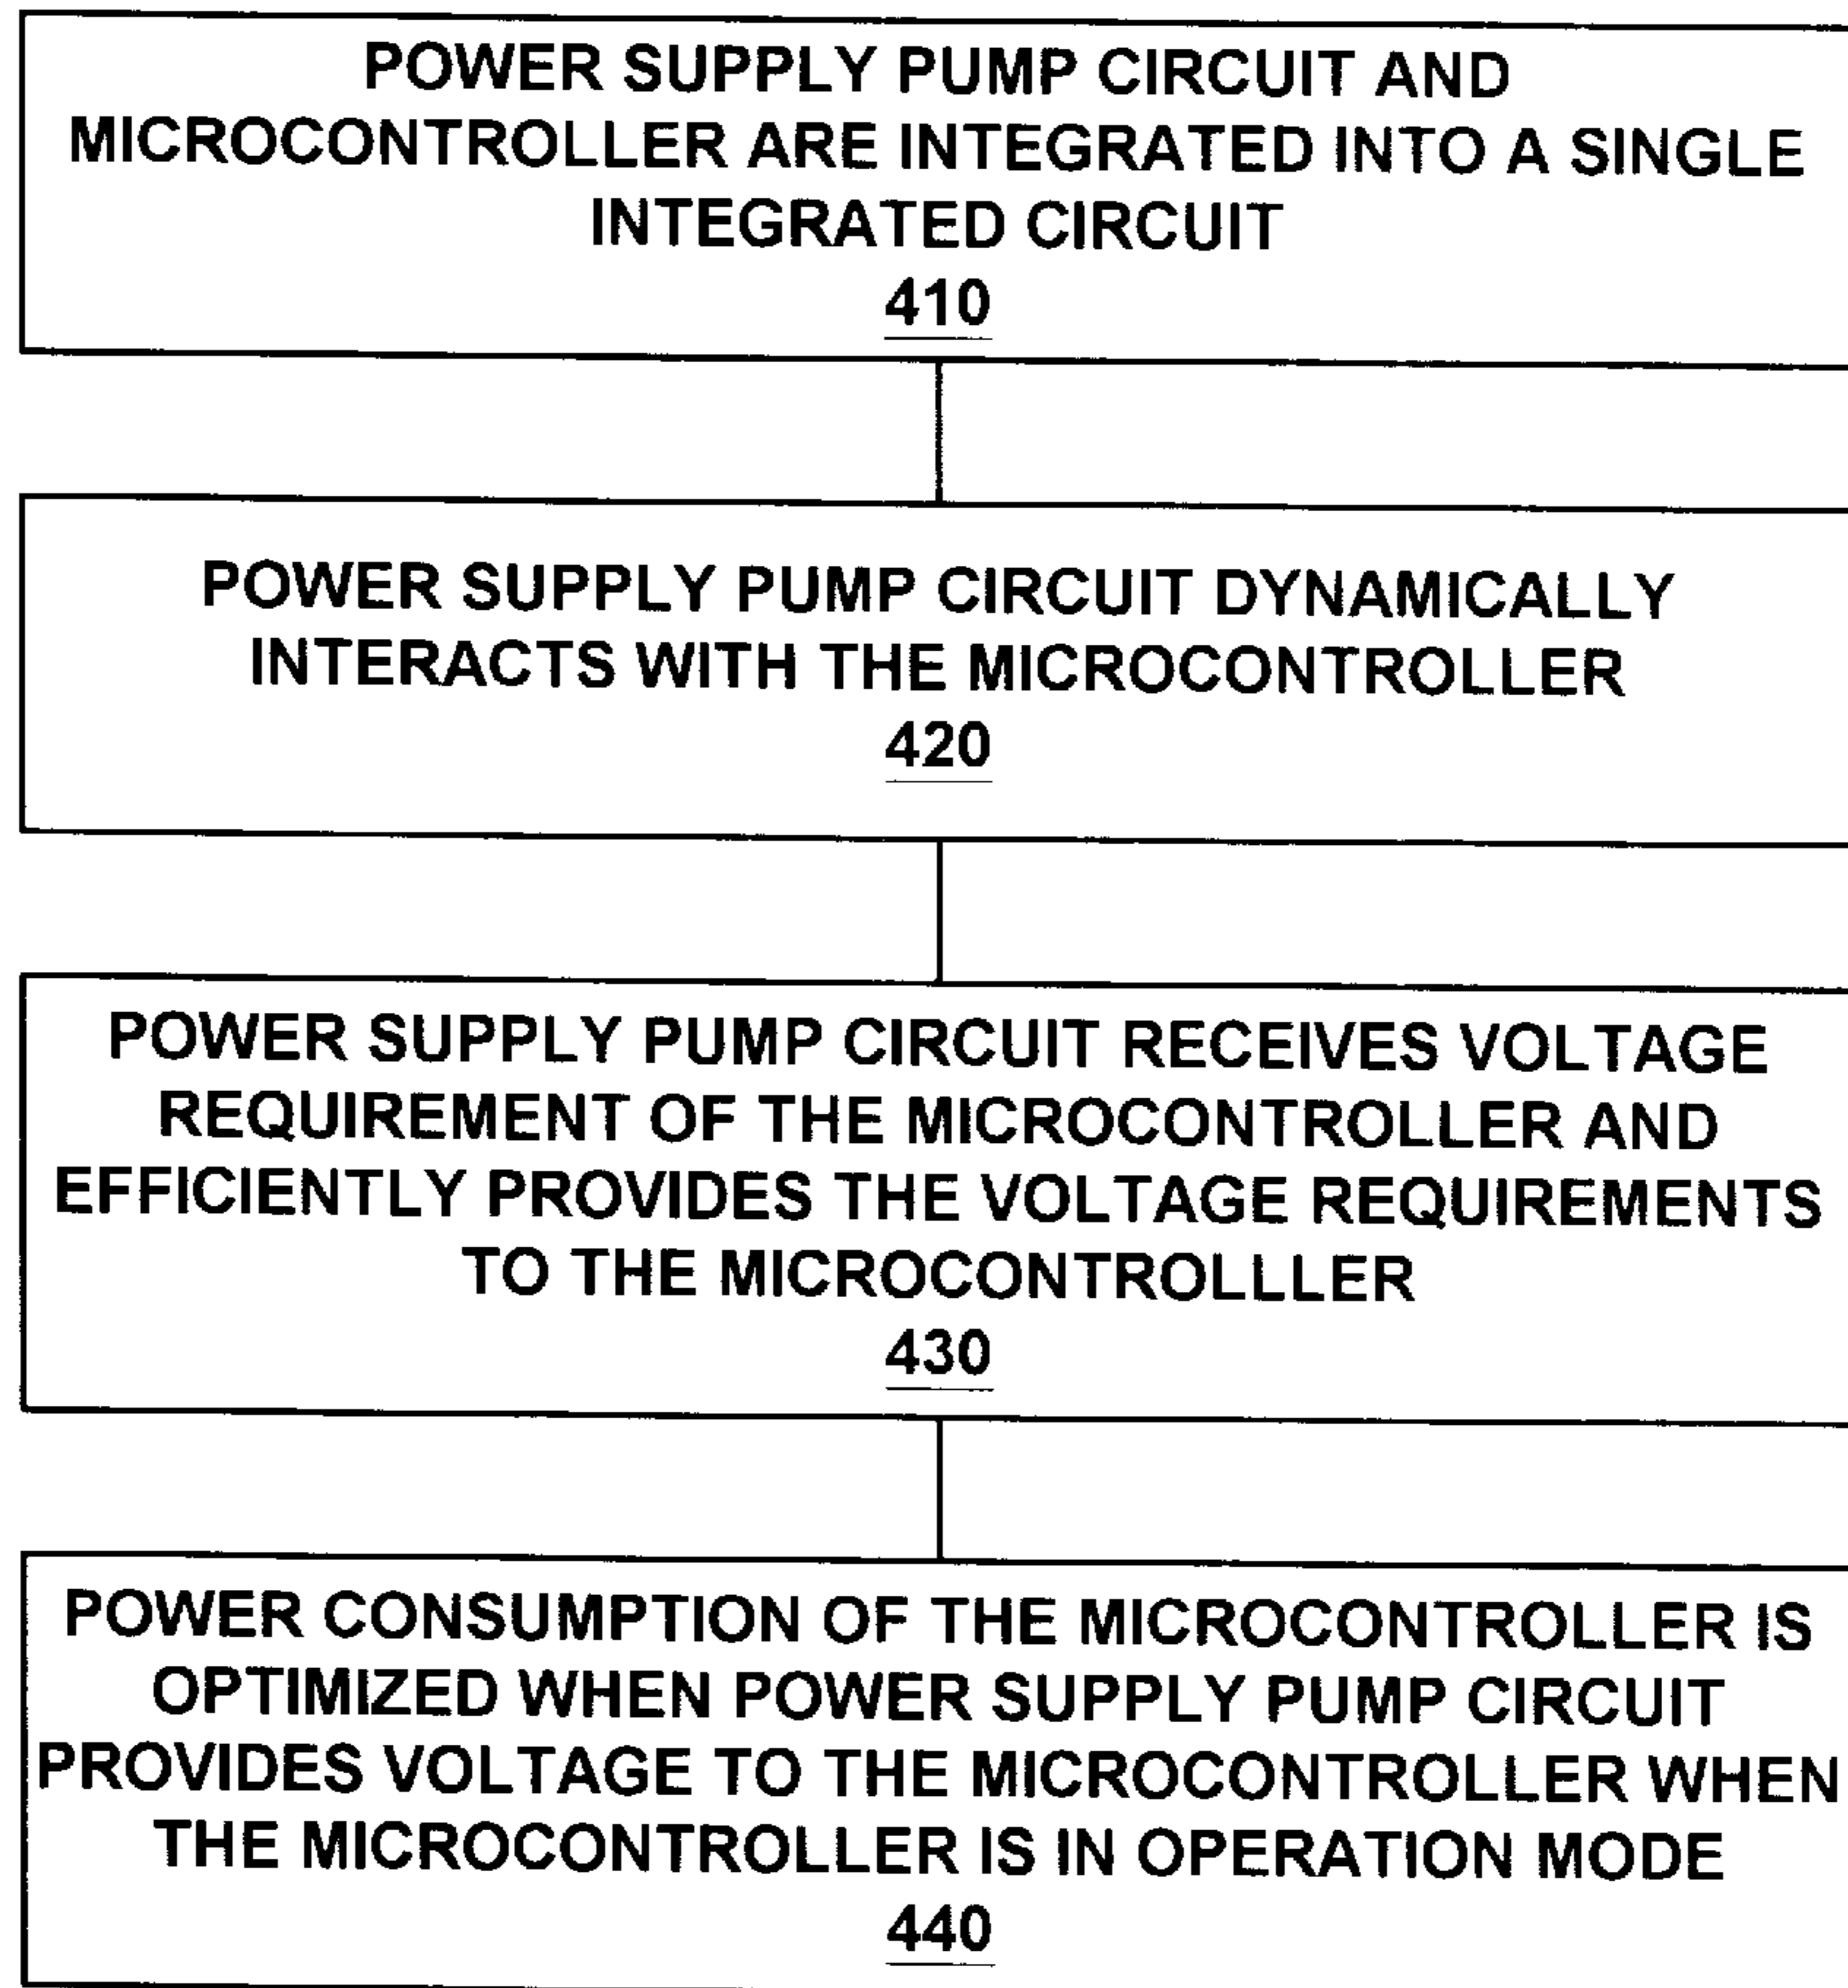 POWER SUPPLY PUMP CIRCUIT AND
MICROCONTROLLER ARE INTEGRATED INTO A SINGLE
INTEGRATED CIRCUIT
410
POWER SUPPLY PUMP CIRCUIT DYNAMICALLY
INTERACTS WITH THE MICROCONTROLLER
420
POWER SUPPLY PUMP CIRCUIT RECEIVES VOLTAGE
REQUIREMENT OF THE MICROCONTROLLER AND
EFFICIENTLY PROVIDES THE VOLTAGE REQUIREMENTS
TO THE MICROCONTROLLLER
430
POWER CONSUMPTION OF THE MICROCONTROLLER IS
OPTIMIZED WHEN POWER SUPPLY PUMP CIRCUIT
PROVIDES VOLTAGE TO THE MICROCONTROLLER WHEN
THE MICROCONTROLLER IS IN OPERATION MODE
440